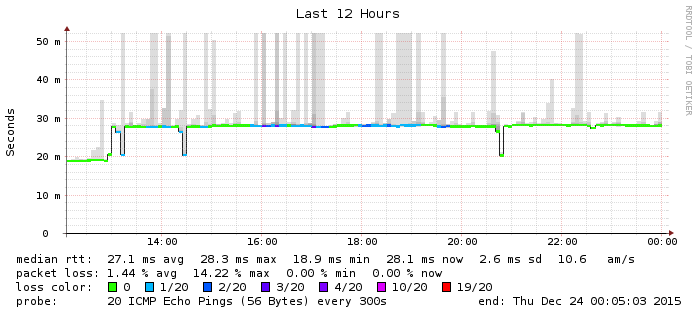 Last 12 Hours
RRDTOOL / TOBI OETIKER
Seconds
50 m
40 m
30 m
20 m
10 m
0
14:00 16:00 18:00 20:00 22:00 00:00
median rtt: 27.1 ms avg 28.3 ms max 18.9 ms min 28.1 ms now 2.6 ms sd 10.6 am/s
packet loss: 1.44 % avg 14.22 % max 0.00 % min 0.00 % now
loss color: 0 1/20 2/20 3/20 4/20 10/20 19/20
probe: 20 ICMP Echo Pings (56 Bytes) every 300s end: Thu Dec 24 00:05:03 2015